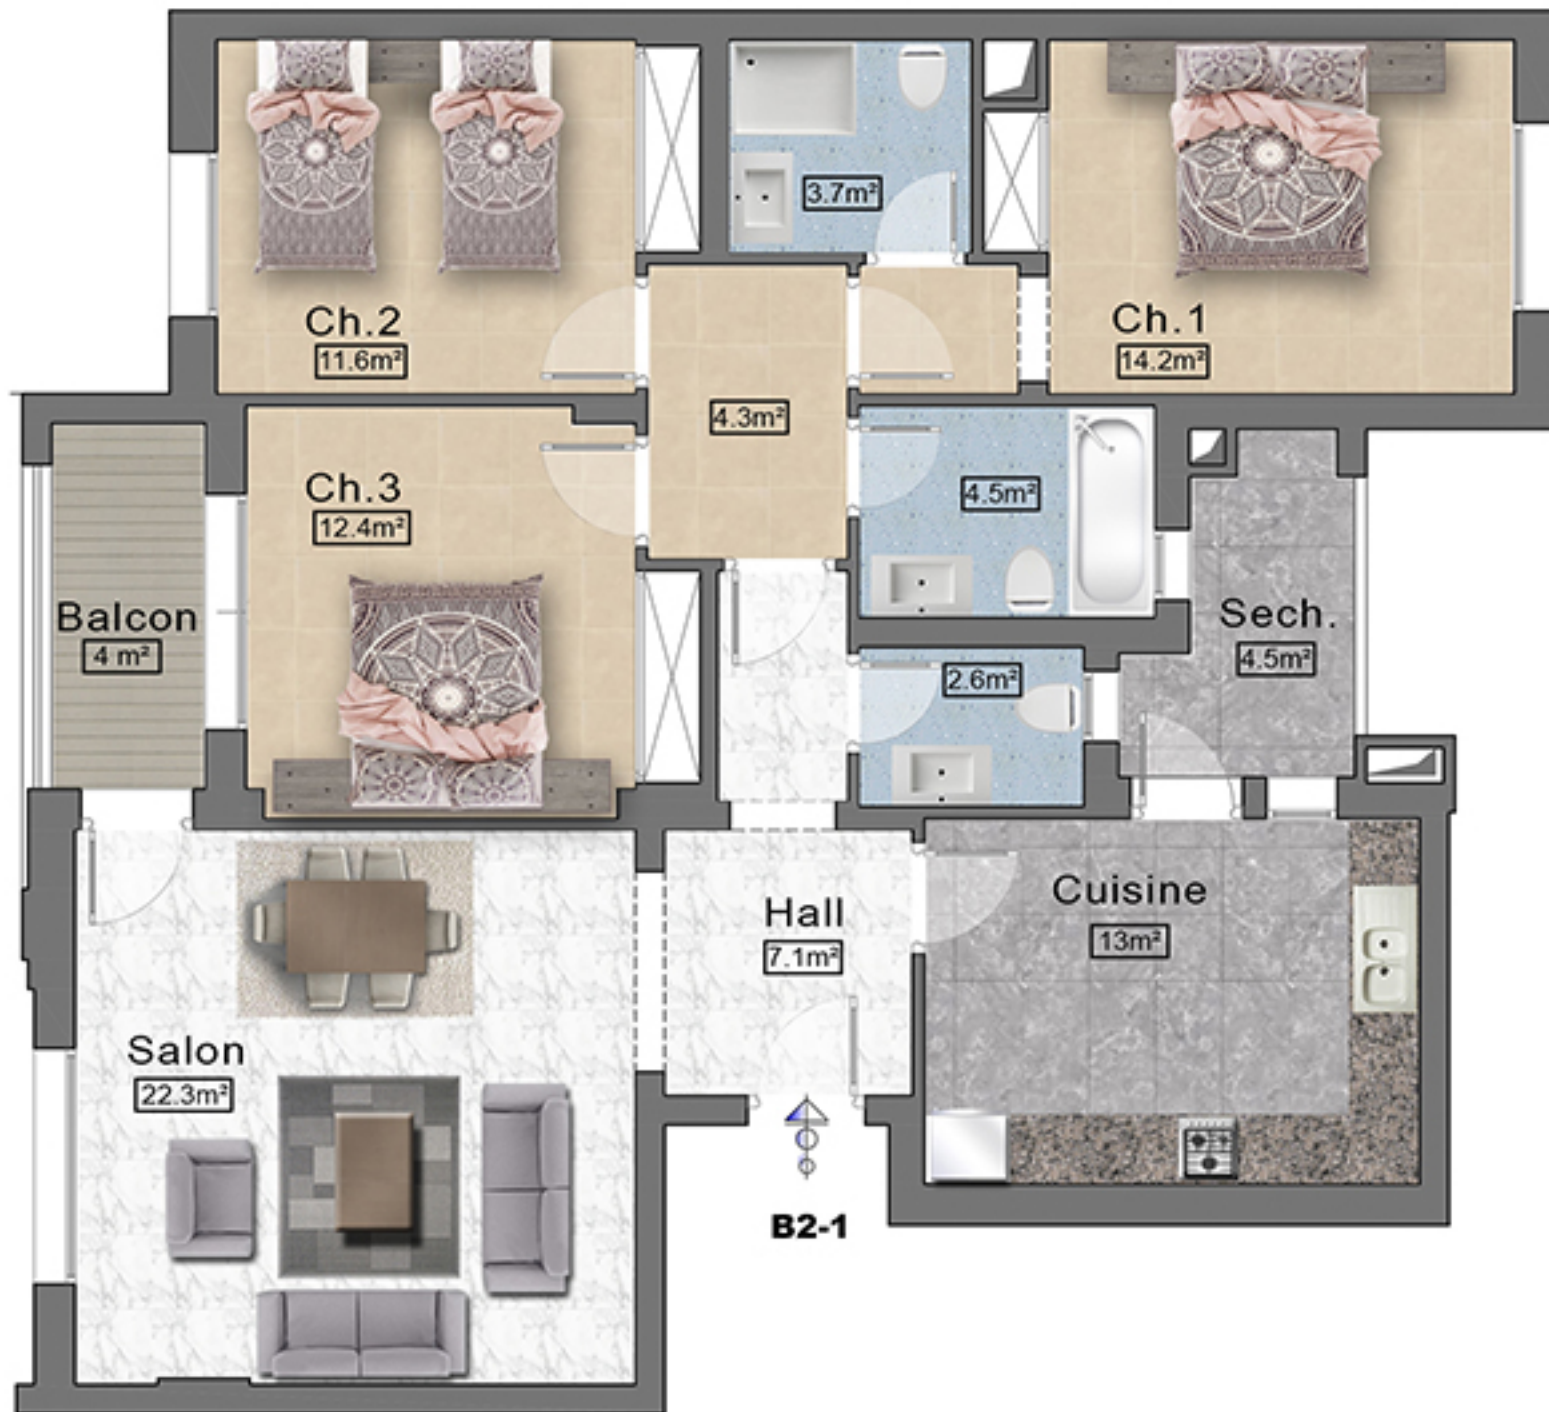 3.7m²
Ch.2
11.6m²
Ch.1
14.2m²
4.3m²
Ch.3
12.4m²
4.5m²
Balcon
4 m²
Sech.
4.5m²
2.6m²
Cuisine
13m²
Hall
7.1m²
Salon
22.3m²
B2-1